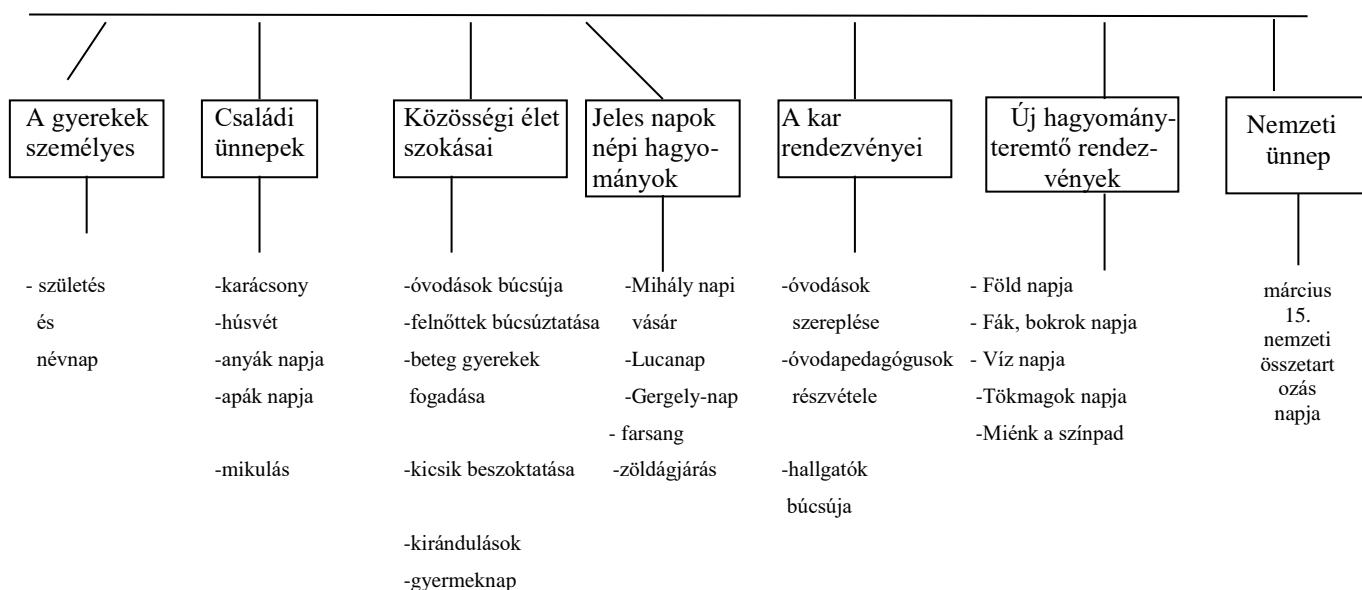 A gyerekek
személyes
Családi
ünnepek
Közösségi élet
szokásai
Jeles napok
népi hagyo-
mányok
A kar
rendezvényei
Új hagyomány-
teremtő rendez-
vények
Nemzeti
ünnep
- születés
és
névnap
-karácsony
-húsvét
-anyák napja
-apák napja
-mikulás
-óvodások búcsúja
-felnőttek búcsúztatása
-beteg gyerekek
fogadása
-kicsik beszoktatása
-kirándulások
-gyermeknap
-Mihály napi
vásár
-Lucanap
-Gergely-nap
- farsang
-zöldágjárás
-óvodások
szereplése
-óvodapedagógusok
részvétele
-hallgatók
búcsúja
- Föld napja
- Fák, bokrok napja
- Víz napja
-Tökmagok napja
-Miénk a színpad
március
15.
nemzeti
összetart
ozás
napja